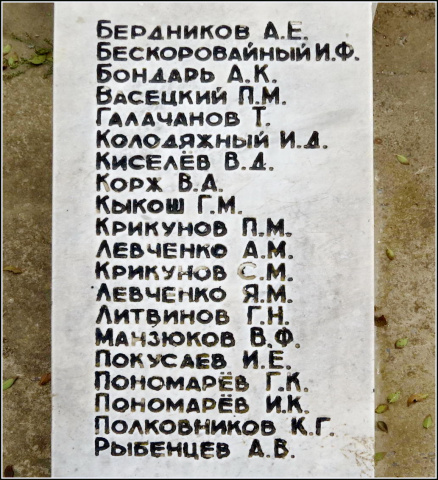 Бердников А.Е.
Бескоровайный И.Ф.
Бондарь А.К.
Васецкий П.М.
Галачанов Т.
Колодяжный И.Д.
Киселёв В.Д.
Корж В.А.
Кыкош Г.М.
Крикунов П.М.
Левченко А.М.
Крикунов С.М.
Левченко Я.М.
Литвинов Г.Н.
Манзюков В.Ф.
Покусаев И.Е.
Пономарёв Г.К.
Пономарёв И.К.
Полковников К.Г.
Рыбенцев А.В.